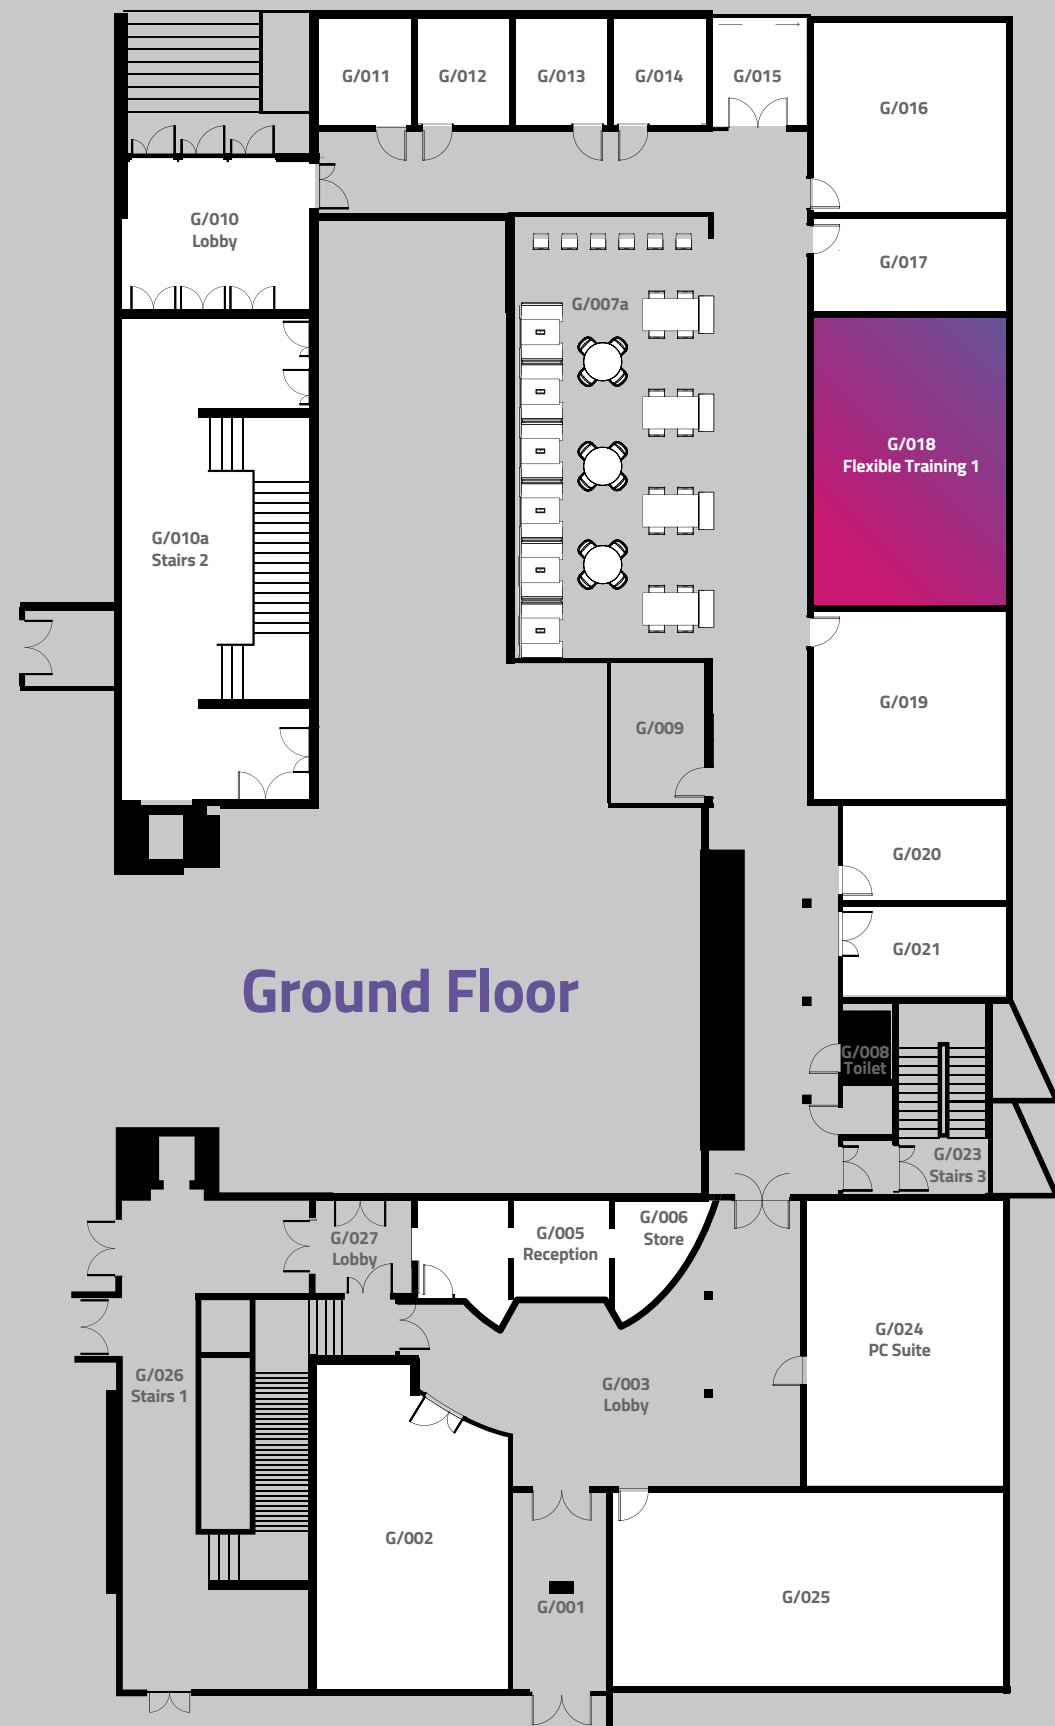 G/011
G/012
G/013
G/014
G/015
G/016
G/010
Lobby
G/017
G/007a
G/018
Flexible Training 1
G/010a
Stairs 2
G/019
G/009
G/020
G/021
Ground Floor
G/008
Toilet
G/023
Stairs 3
G/027
Lobby
G/005
Reception
G/006
Store
G/024
PC Suite
G/026
Stairs 1
G/003
Lobby
G/002
G/001
G/025